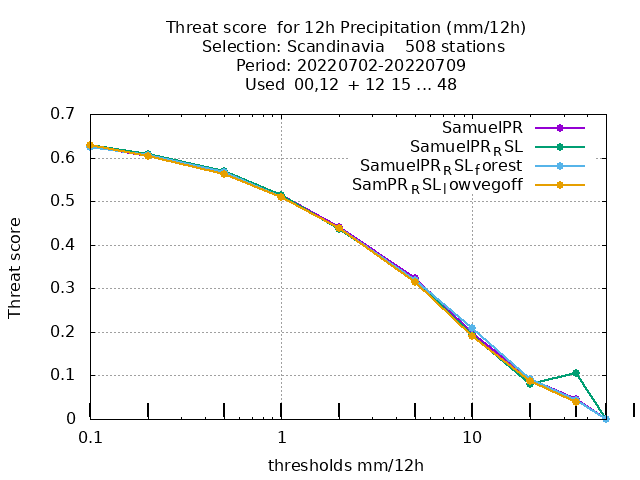 Threat score  for 12h Precipitation (mm/12h)
Selection: Scandinavia    508 stations
Period: 20220702-20220709
Used  00,12  + 12 15 ... 48
SamuelPR
SamuelPR_RSL
SamuelPR_RSL_forest
SamPR_RSL_lowvegoff
0.7
0.6
0.5
0.4
0.3
0.2
0.1
0
Threat score
0.1 1 10
thresholds mm/12h